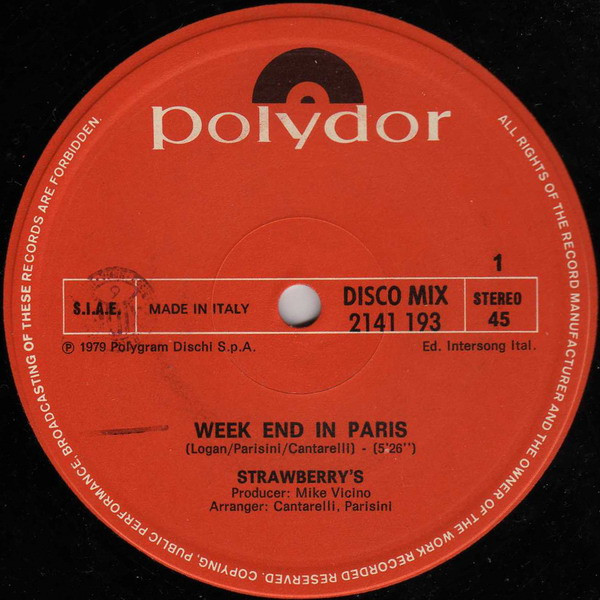 polydor
1
S.I.A.E.
MADE IN ITALY
DISCO MIX
2141 193
STEREO
45
℗ 1979 Polygram Dischi S.p.A.
Ed. Intersong Ital.
WEEK END IN PARIS
(Logan/Parisini/Cantarelli) - (5'26'')
STRAWBERRY'S
Producer: Mike Vicino
Arranger: Cantarelli, Parisini
ALL RIGHTS OF THE RECORD MANUFACTURER AND THE OWNER OF THE WORK RECORDED RESERVED. COPYING, PUBLIC PERFORMANCE, BROADCASTING OF THESE RECORDS ARE FORBIDDEN.